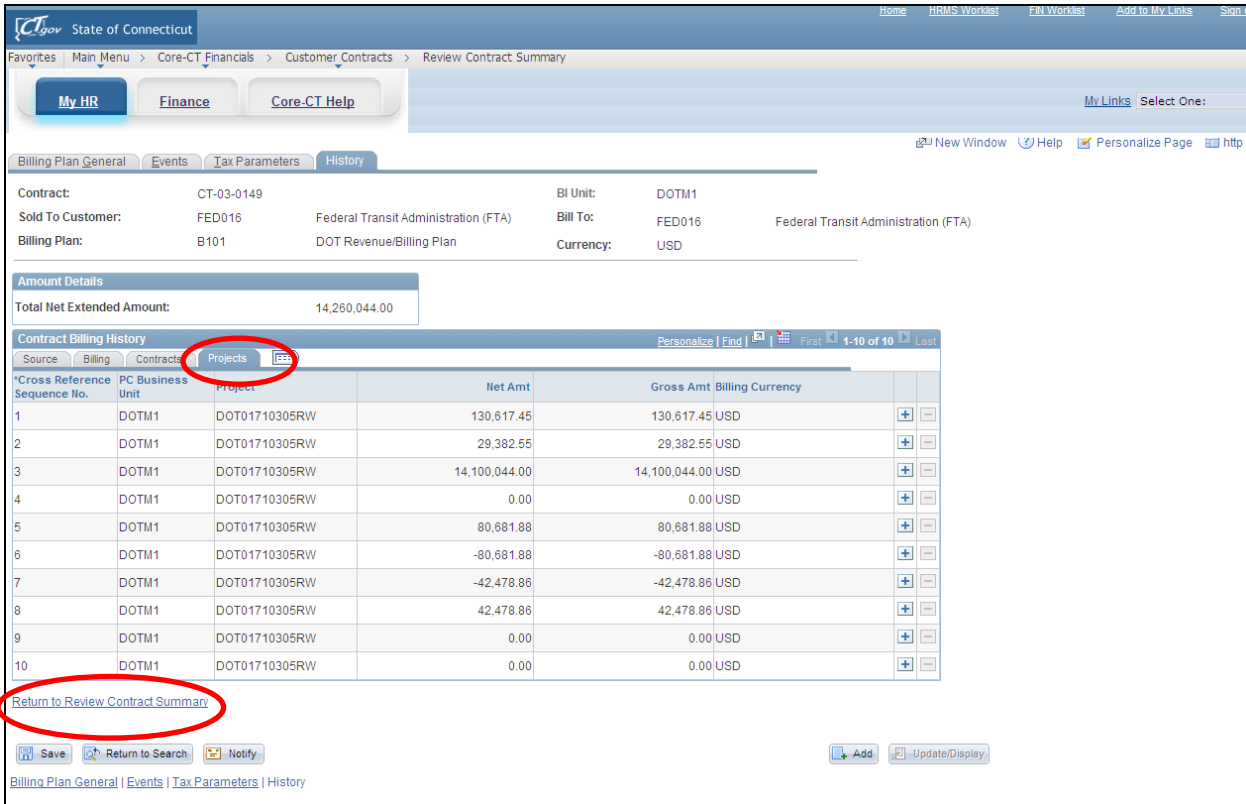 Home HRMS Worklist FIN Worklist Add to My Links Sign
CT.gov State of Connecticut
Favorites Main Menu > Core-CT Financials > Customer Contracts > Review Contract Summary
My HR Finance Core-CT Help
My Links Select One:
New Window Help Personalize Page http
Billing Plan General Events Tax Parameters History
Contract: CT-03-0149 BI Unit: DOTM1
Sold To Customer: FED016 Federal Transit Administration (FTA) Bill To: FED016 Federal Transit Administration (FTA)
Billing Plan: B101 DOT Revenue/Billing Plan Currency: USD
Amount Details
Total Net Extended Amount: 14,260,044.00
Contract Billing History Personalize | Find | | First 1-10 of 10 Last
Source Billing Contracts Projects
*Cross Reference Sequence No. PC Business Unit Project Net Amt Gross Amt Billing Currency
1 DOTM1 DOT01710305RW 130,617.45 130,617.45 USD
2 DOTM1 DOT01710305RW 29,382.55 29,382.55 USD
3 DOTM1 DOT01710305RW 14,100,044.00 14,100,044.00 USD
4 DOTM1 DOT01710305RW 0.00 0.00 USD
5 DOTM1 DOT01710305RW 80,681.88 80,681.88 USD
6 DOTM1 DOT01710305RW -80,681.88 -80,681.88 USD
7 DOTM1 DOT01710305RW -42,478.86 -42,478.86 USD
8 DOTM1 DOT01710305RW 42,478.86 42,478.86 USD
9 DOTM1 DOT01710305RW 0.00 0.00 USD
10 DOTM1 DOT01710305RW 0.00 0.00 USD
Return to Review Contract Summary
Save Return to Search Notify Add Update/Display
Billing Plan General | Events | Tax Parameters | History